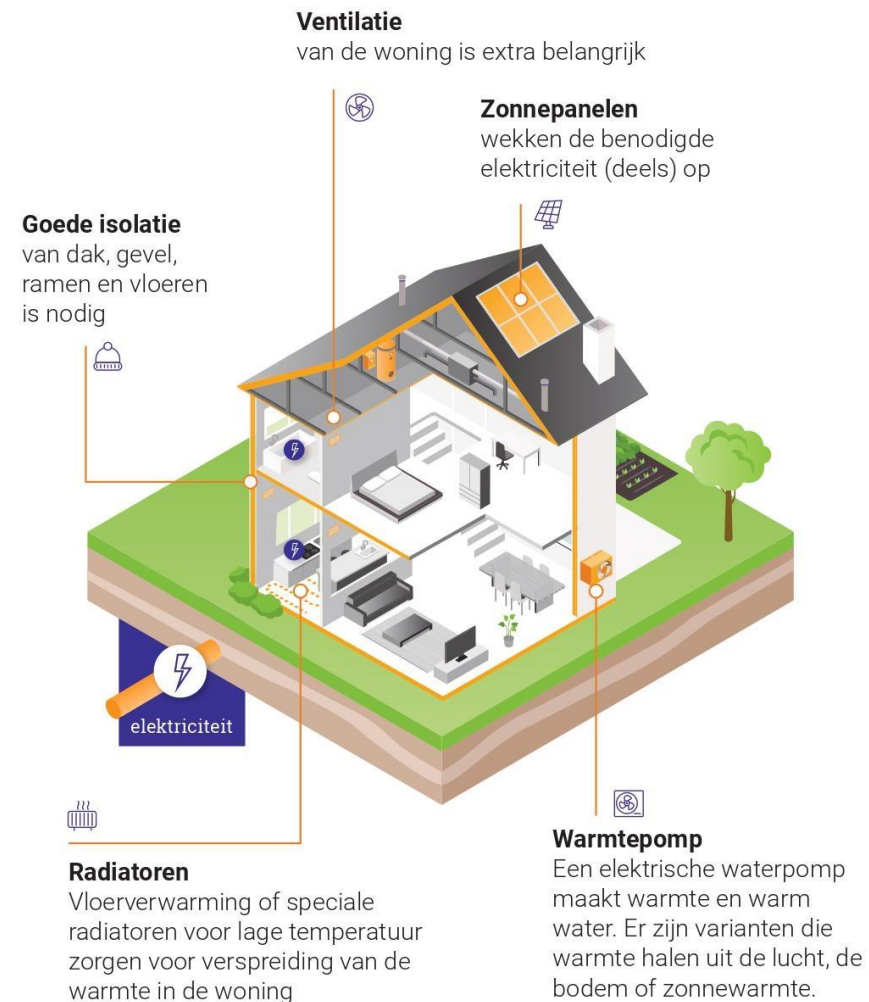 Ventilatie
van de woning is extra belangrijk
Zonnepanelen
wekken de benodigde
elektriciteit (deels) op
Goede isolatie
van dak, gevel,
ramen en vloeren
is nodig
elektriciteit
Radiatoren
Vloerverwarming of speciale
radiatoren voor lage temperatuur
zorgen voor verspreiding van de
warmte in de woning
Warmtepomp
Een elektrische waterpomp
maakt warmte en warm
water. Er zijn varianten die
warmte halen uit de lucht, de
bodem of zonnewarmte.